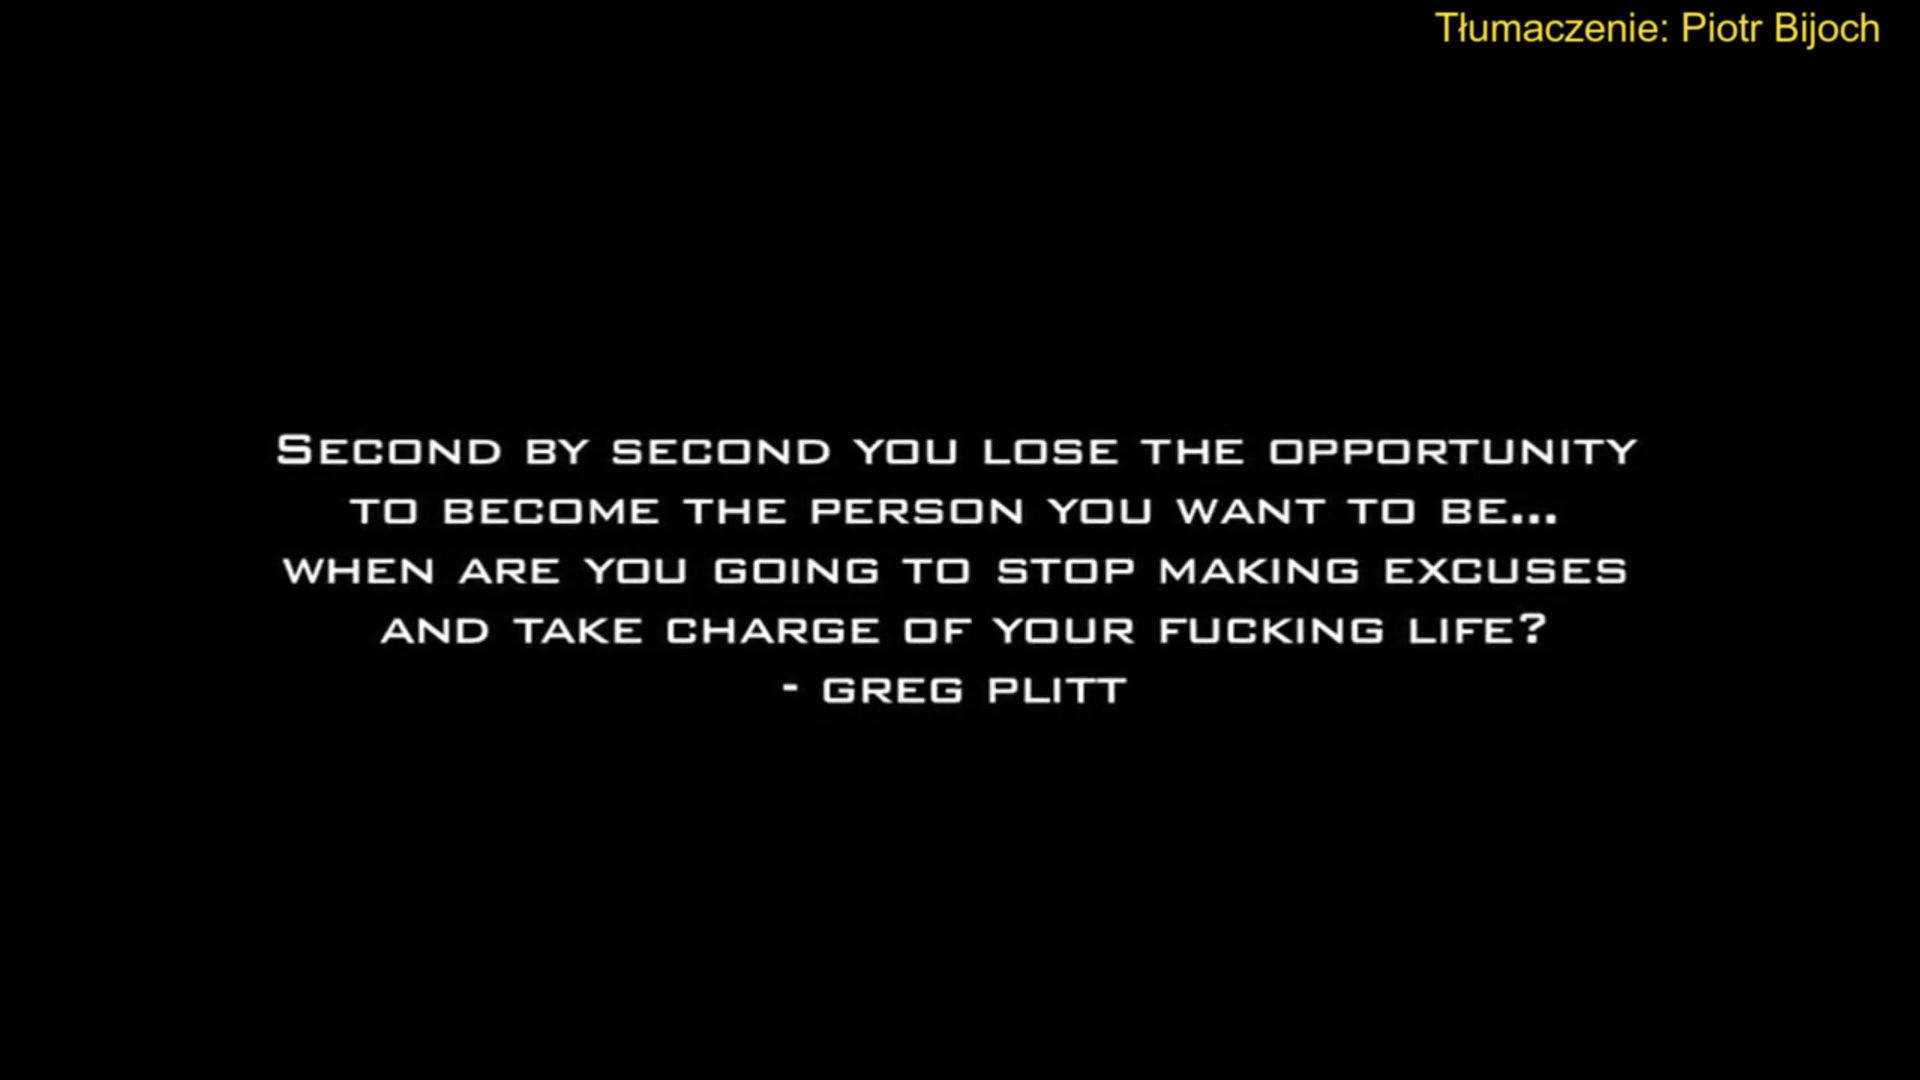 Tłumaczenie: Piotr Bijoch
SECOND BY SECOND YOU LOSE THE OPPORTUNITY
TO BECOME THE PERSON YOU WANT TO BE...
WHEN ARE YOU GOING TO STOP MAKING EXCUSES
AND TAKE CHARGE OF YOUR FUCKING LIFE?
- GREG PLITT